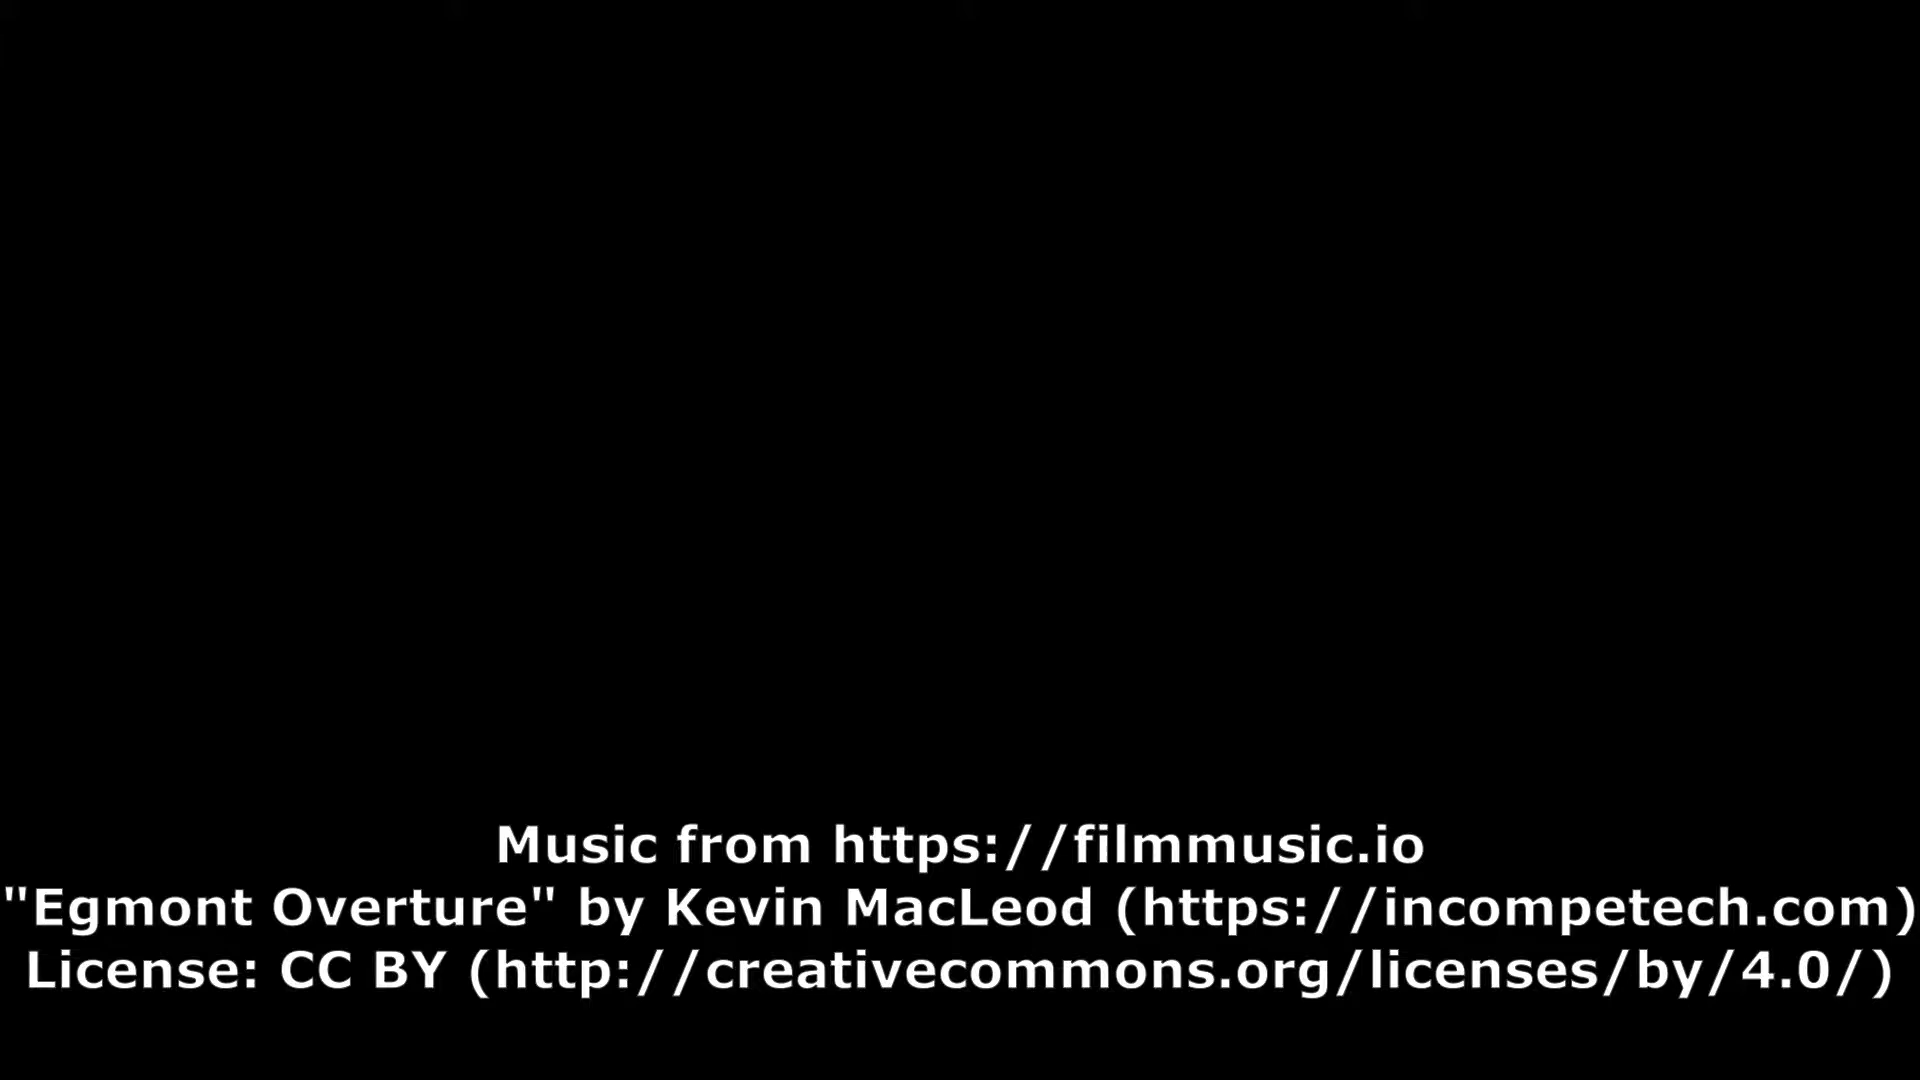 Music from https://filmmusic.io
"Egmont Overture" by Kevin MacLeod (https://incompetech.com)
License: CC BY (http://creativecommons.org/licenses/by/4.0/)